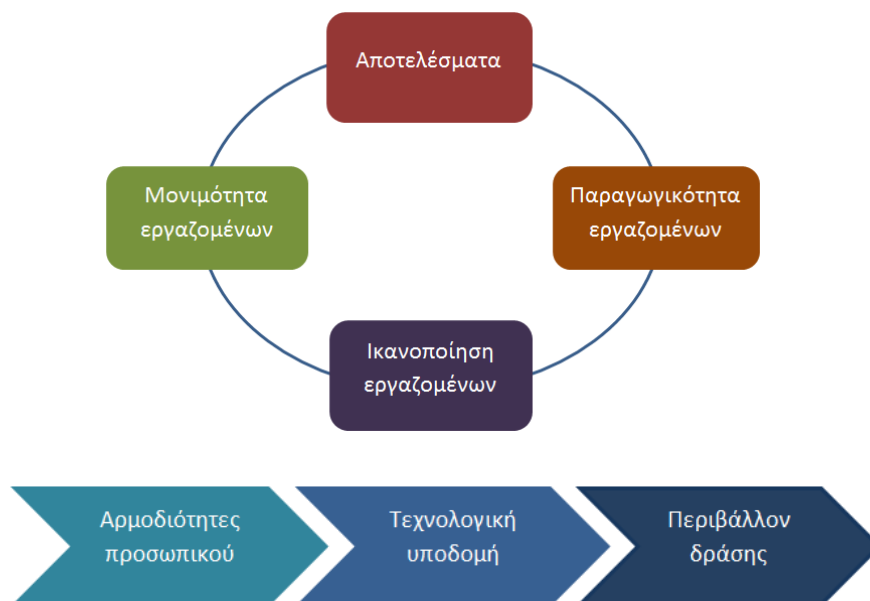 Αποτελέσματα
Μονιμότητα
εργαζομένων
Παραγωγικότητα
εργαζομένων
Ικανοποίηση
εργαζομένων
Αρμοδιότητες
προσωπικού
Τεχνολογική
υποδομή
Περιβάλλον
δράσης